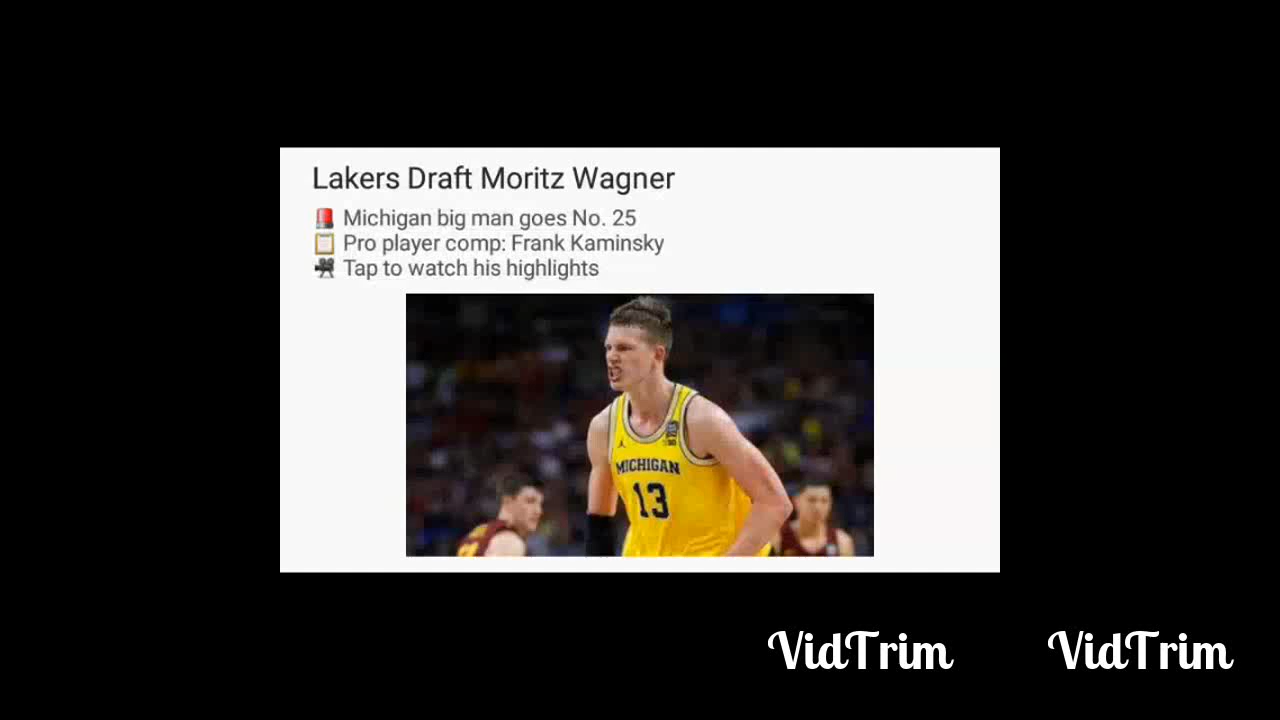 Lakers Draft Moritz Wagner
Michigan big man goes No. 25
Pro player comp: Frank Kaminsky
Tap to watch his highlights
MICHIGAN
13
VidTrim VidTrim